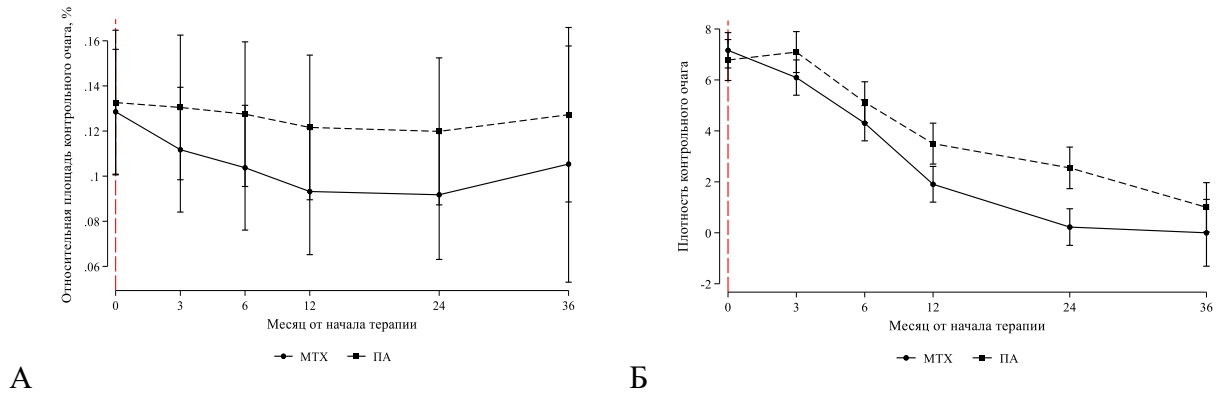 Относительная площадь контрольного очага, %
.16
.14
.12
.1
.08
.06
0
3
6
12
24
36
Месяц от начала терапии
МТХ
ПА
А
Плотность контрольного очага
8
6
4
2
0
-2
0
3
6
12
24
36
Месяц от начала терапии
МТХ
ПА
Б